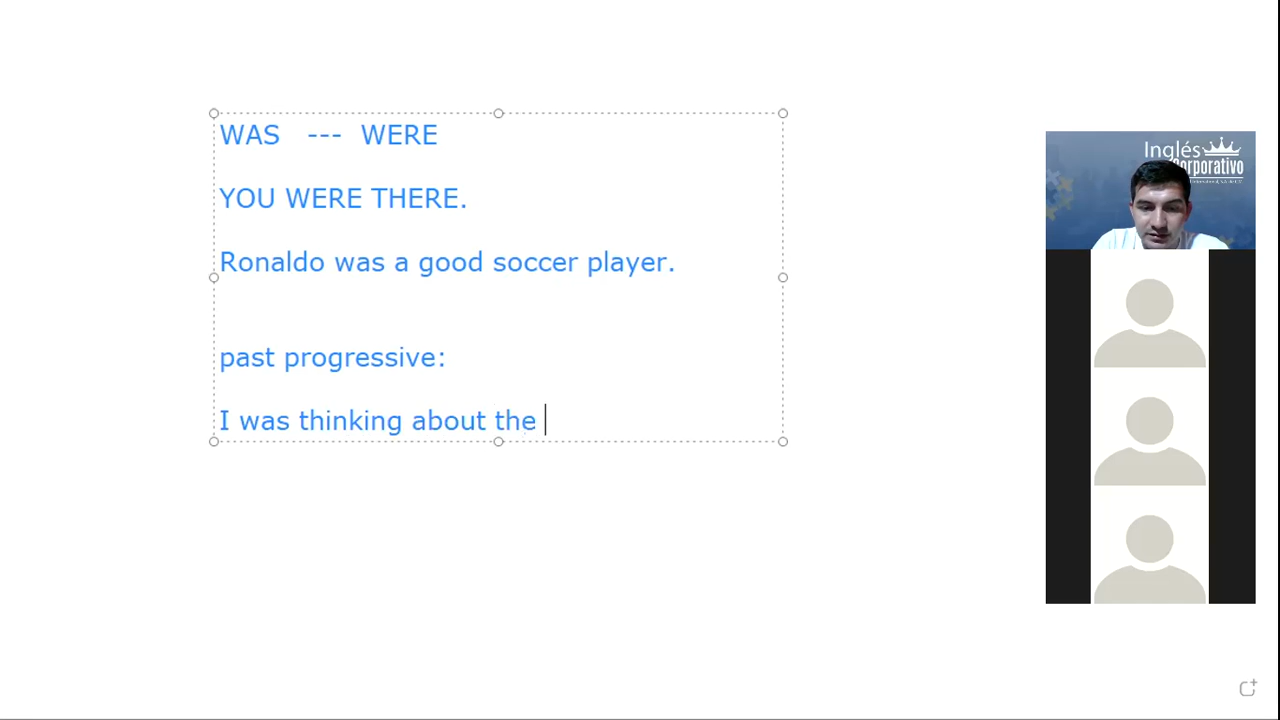 WAS --- WERE
YOU WERE THERE.
Ronaldo was a good soccer player.
past progressive:
I was thinking about the
Inglés
Corporativo